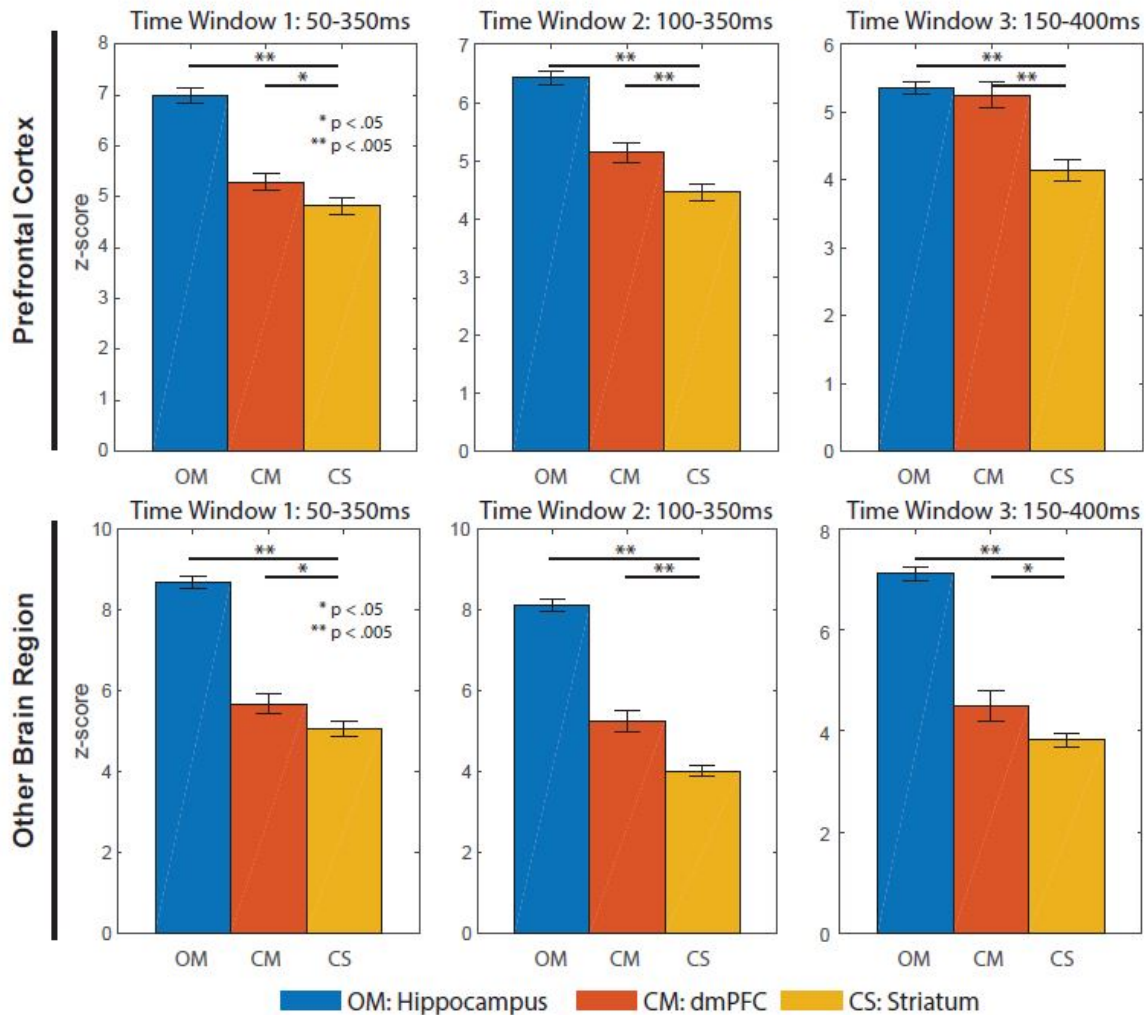 Time Window 1: 50-350ms
Time Window 2: 100-350ms
Time Window 3: 150-400ms
Prefrontal Cortex
z-score
8
7
6
5
4
3
2
1
0
**
*
* p < .05
** p < .005
OM CM CS
7
6
5
4
3
2
1
0
**
**
OM CM CS
6
5
4
3
2
1
0
**
**
OM CM CS
Time Window 1: 50-350ms
Time Window 2: 100-350ms
Time Window 3: 150-400ms
Other Brain Region
z-score
10
8
6
4
2
0
**
*
* p < .05
** p < .005
OM CM CS
10
8
6
4
2
0
**
**
OM CM CS
8
6
4
2
0
**
*
OM CM CS
OM: Hippocampus CM: dmPFC CS: Striatum